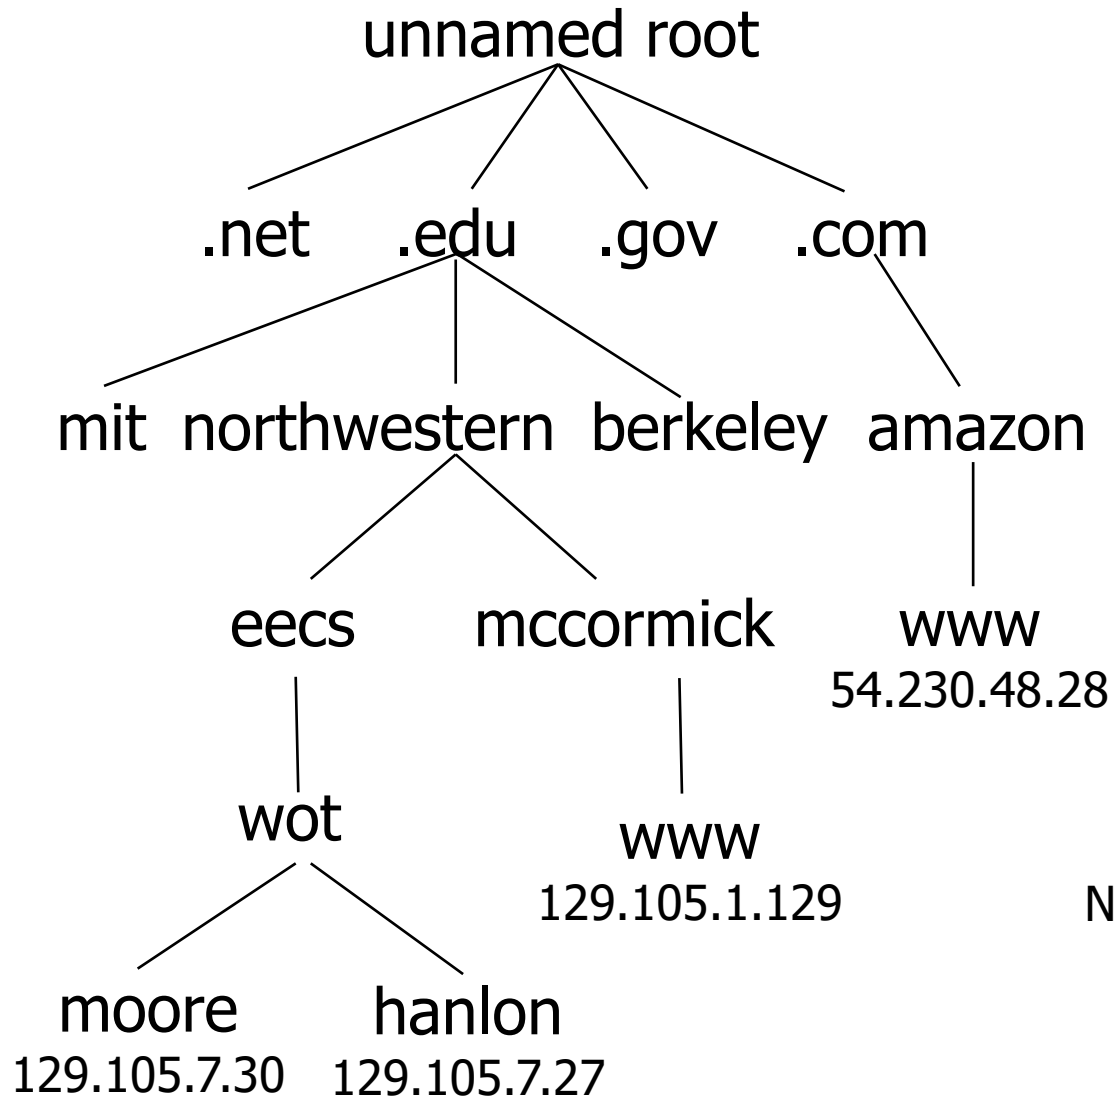 unnamed root
.net .edu .gov .com
mit northwestern berkeley amazon
eecs mccormick www
54.230.48.28
wot www
129.105.1.129 N
moore hanlon
129.105.7.30 129.105.7.27